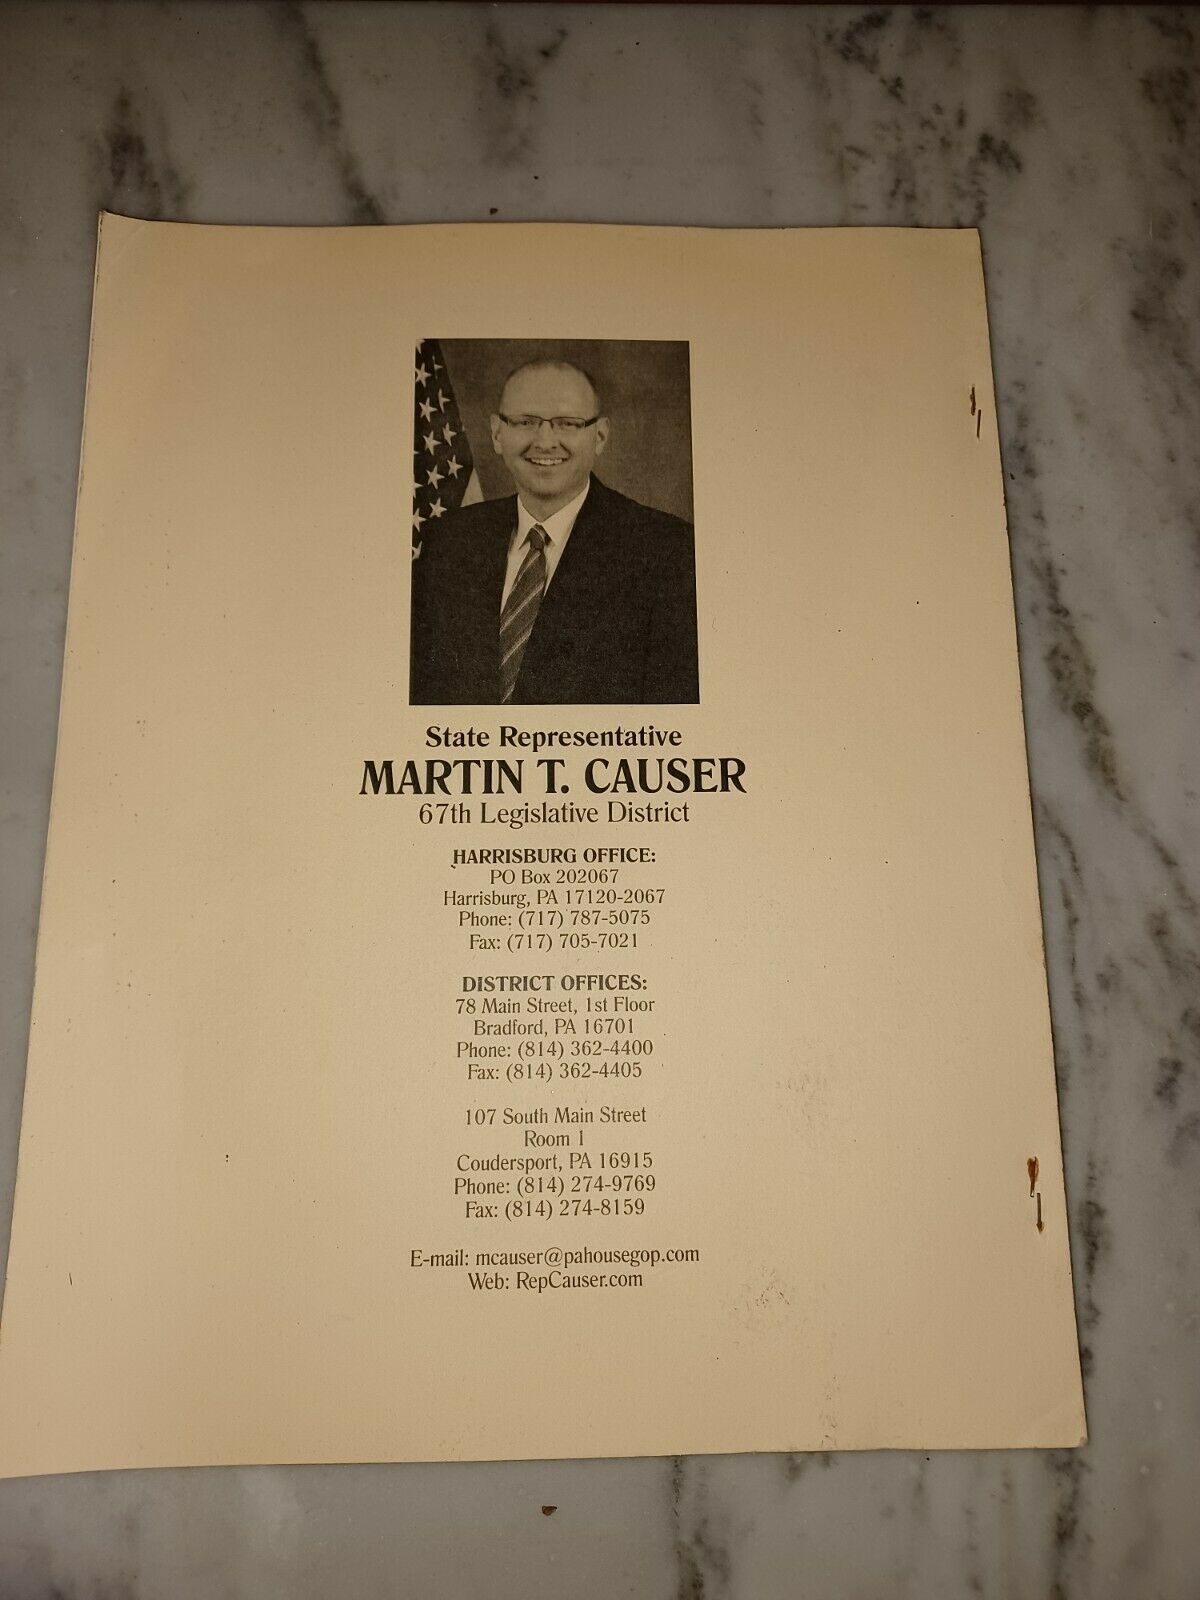 State Representative
MARTIN T. CAUSER
67th Legislative District
HARRISBURG OFFICE:
PO Box 202067
Harrisburg, PA 17120-2067
Phone: (717) 787-5075
Fax: (717) 705-7021
DISTRICT OFFICES:
78 Main Street, 1st Floor
Bradford, PA 16701
Phone: (814) 362-4400
Fax: (814) 362-4405
107 South Main Street
Room 1
Coudersport, PA 16915
Phone: (814) 274-9769
Fax: (814) 274-8159
E-mail: mcauser@pahousegop.com
Web: RepCauser.com